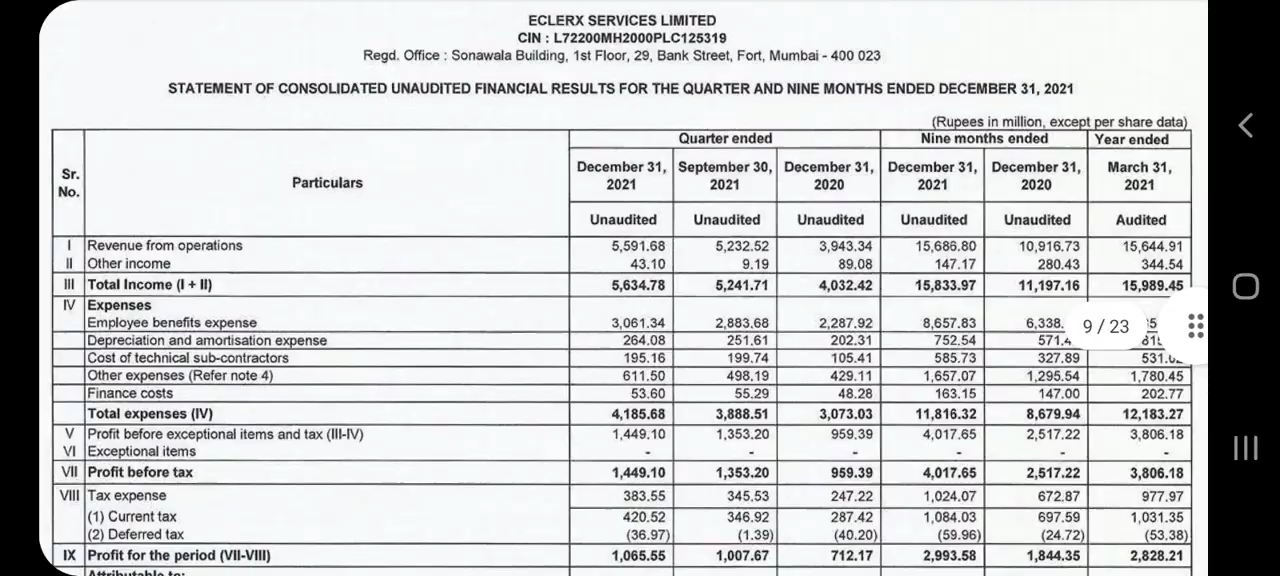 ECLERX SERVICES LIMITED
CIN : L72200MH2000PLC125319
Regd. Office : Sonawala Building, 1st Floor, 29, Bank Street, Fort, Mumbai - 400 023
STATEMENT OF CONSOLIDATED UNAUDITED FINANCIAL RESULTS FOR THE QUARTER AND NINE MONTHS ENDED DECEMBER 31, 2021
(Rupees in million, except per share data)
Sr. No. Particulars Quarter ended Nine months ended Year ended
December 31, 2021 September 30, 2021 December 31, 2020 December 31, 2021 December 31, 2020 March 31, 2021
Unaudited Unaudited Unaudited Unaudited Unaudited Audited
I Revenue from operations 5,591.68 5,232.52 3,943.34 15,686.80 10,916.73 15,644.91
II Other income 43.10 9.19 89.08 147.17 280.43 344.54
III Total Income (I + II) 5,634.78 5,241.71 4,032.42 15,833.97 11,197.16 15,989.45
IV Expenses
Employee benefits expense 3,061.34 2,883.68 2,287.92 8,657.83 6,338.
9 / 23
Depreciation and amortisation expense 264.08 251.61 202.31 752.54 571.4
Cost of technical sub-contractors 195.16 199.74 105.41 585.73 327.89 531.0
Other expenses (Refer note 4) 611.50 498.19 429.11 1,657.07 1,295.54 1,780.45
Finance costs 53.60 55.29 48.28 163.15 147.00 202.77
Total expenses (IV) 4,185.68 3,888.51 3,073.03 11,816.32 8,679.94 12,183.27
V Profit before exceptional items and tax (III-IV) 1,449.10 1,353.20 959.39 4,017.65 2,517.22 3,806.18
VI Exceptional items - - - - - -
VII Profit before tax 1,449.10 1,353.20 959.39 4,017.65 2,517.22 3,806.18
VIII Tax expense 383.55 345.53 247.22 1,024.07 672.87 977.97
(1) Current tax 420.52 346.92 287.42 1,084.03 697.59 1,031.35
(2) Deferred tax (36.97) (1.39) (40.20) (59.96) (24.72) (53.38)
IX Profit for the period (VII-VIII) 1,065.55 1,007.67 712.17 2,993.58 1,844.35 2,828.21
Attributable to: